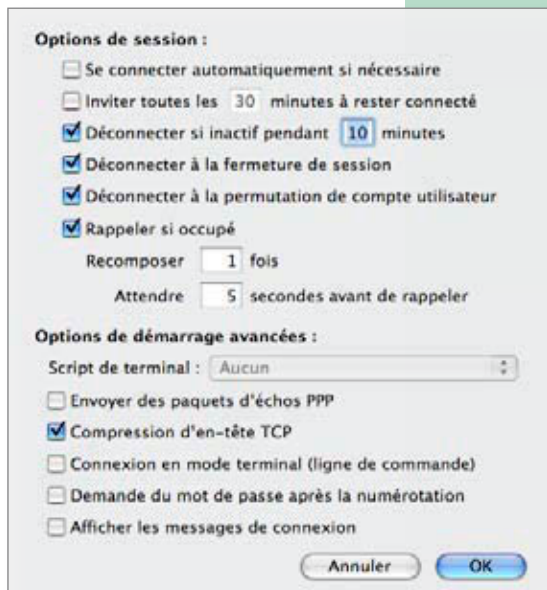 Options de session :
Se connecter automatiquement si nécessaire
Inviter toutes les 30 minutes à rester connecté
Déconnecter si inactif pendant 10 minutes
Déconnecter à la fermeture de session
Déconnecter à la permutation de compte utilisateur
Rappeler si occupé
Recomposer 1 fois
Attendre 5 secondes avant de rappeler
Options de démarrage avancées :
Script de terminal : Aucun
Envoyer des paquets d'échos PPP
Compression d'en-tête TCP
Connexion en mode terminal (ligne de commande)
Demande du mot de passe après la numérotation
Afficher les messages de connexion
Annuler OK